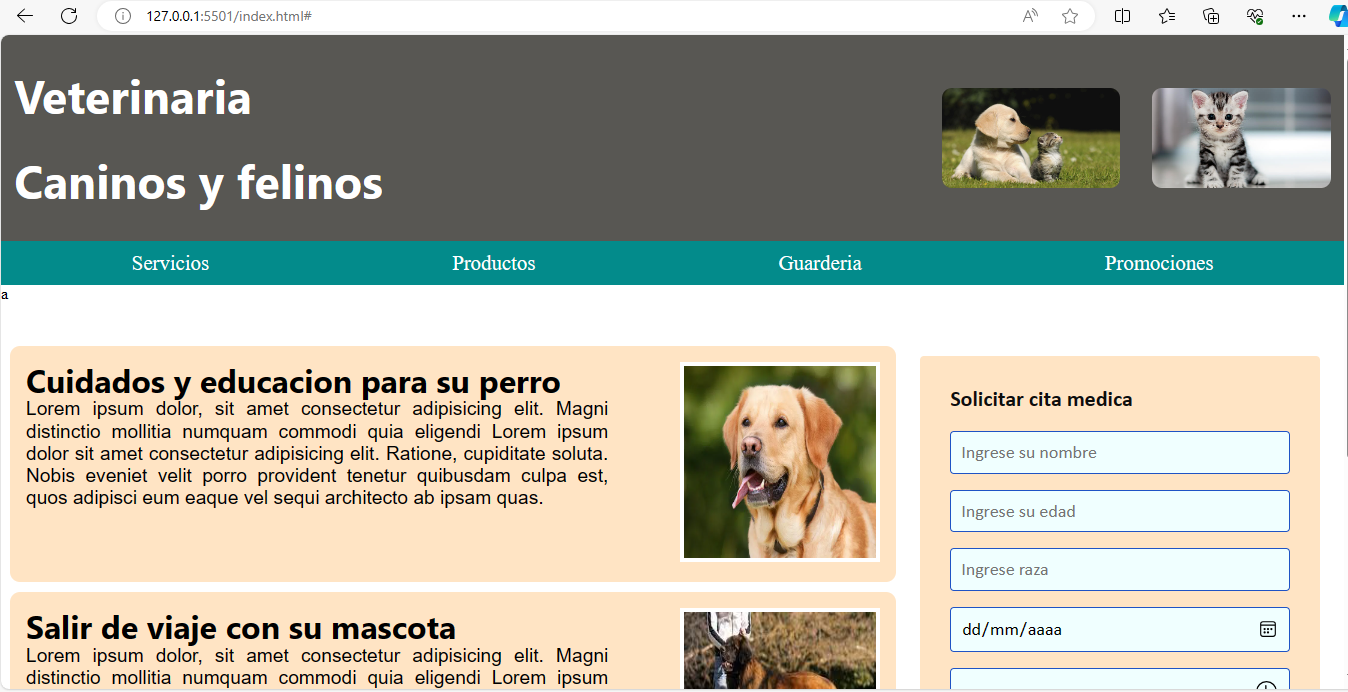 127.0.0.1:5501/index.html#
Veterinaria
Caninos y felinos
Servicios Productos Guarderia Promociones
a
Cuidados y educacion para su perro
Lorem ipsum dolor, sit amet consectetur adipisicing elit. Magni
distinctio mollitia numquam commodi quia eligendi Lorem ipsum
dolor sit amet consectetur adipisicing elit. Ratione, cupiditate soluta.
Nobis eveniet velit porro provident tenetur quibusdam culpa est,
quos adipisci eum eaque vel sequi architecto ab ipsam quas.
Salir de viaje con su mascota
Lorem ipsum dolor, sit amet consectetur adipisicing elit. Magni
distinctio mollitia numquam commodi quia eligendi Lorem ipsum
Solicitar cita medica
Ingrese su nombre
Ingrese su edad
Ingrese raza
dd/mm/aaaa